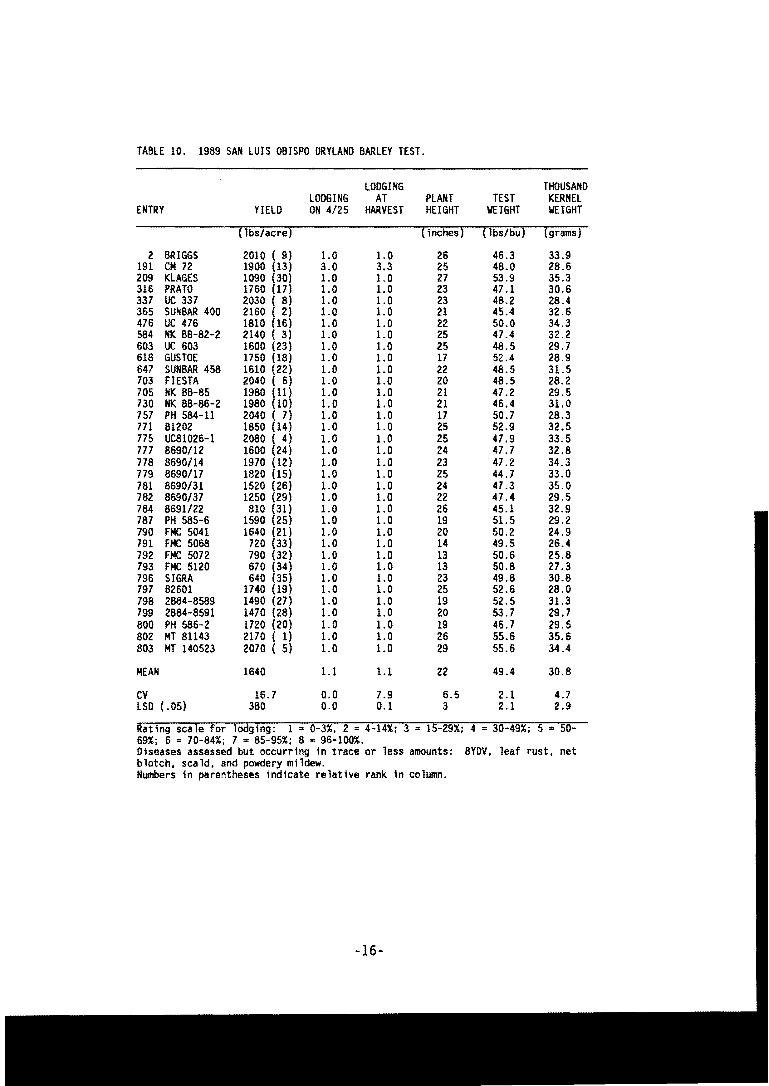 TABLE 10. 1989 SAN LUIS OBISPO DRYLAND BARLEY TEST.
LODGING THOUSAND
LODGING AT PLANT TEST KERNEL
ENTRY YIELD ON 4/25 HARVEST HEIGHT WEIGHT WEIGHT
(lbs/acre) (inches) (lbs/bu) (grams)
2 BRIGGS 2010 ( 9) 1.0 1.0 26 46.3 33.9
191 CM 72 1900 (13) 3.0 3.3 25 48.0 28.6
209 KLAGES 1090 (30) 1.0 1.0 27 53.9 35.3
316 PRATO 1760 (17) 1.0 1.0 23 47.1 30.6
337 UC 337 2030 ( 8) 1.0 1.0 23 48.2 28.4
365 SUNBAR 400 2160 ( 2) 1.0 1.0 21 45.4 32.6
476 UC 476 1810 (16) 1.0 1.0 22 50.0 34.3
584 NK BB-82-2 2140 ( 3) 1.0 1.0 25 47.4 32.2
603 UC 603 1600 (23) 1.0 1.0 25 48.5 29.7
618 GUSTOE 1750 (18) 1.0 1.0 17 52.4 28.9
647 SUNBAR 458 1610 (22) 1.0 1.0 22 48.5 31.5
703 FIESTA 2040 ( 6) 1.0 1.0 20 48.5 28.2
705 NK BB-85 1980 (11) 1.0 1.0 21 47.2 29.5
730 NK BB-86-2 1980 (10) 1.0 1.0 21 46.4 31.0
757 PH 584-11 2040 ( 7) 1.0 1.0 17 50.7 28.3
771 81202 1850 (14) 1.0 1.0 25 52.9 32.5
775 UC81026-1 2080 ( 4) 1.0 1.0 25 47.9 33.5
777 8690/12 1600 (24) 1.0 1.0 24 47.7 32.8
778 8690/14 1970 (12) 1.0 1.0 23 47.2 34.3
779 8690/17 1820 (15) 1.0 1.0 25 44.7 33.0
781 8690/31 1520 (26) 1.0 1.0 24 47.3 35.0
782 8690/37 1250 (29) 1.0 1.0 22 47.4 29.5
784 8691/22 810 (31) 1.0 1.0 26 45.1 32.9
787 PH 585-6 1590 (25) 1.0 1.0 19 51.5 29.2
790 FMC 5041 1640 (21) 1.0 1.0 20 50.2 24.9
791 FMC 5068 720 (33) 1.0 1.0 14 49.5 26.4
792 FMC 5072 790 (32) 1.0 1.0 13 50.6 25.8
793 FMC 5120 670 (34) 1.0 1.0 13 50.8 27.3
796 SIGRA 640 (35) 1.0 1.0 23 49.8 30.8
797 B2601 1740 (19) 1.0 1.0 25 52.6 28.0
798 2B84-8589 1490 (27) 1.0 1.0 19 52.5 31.3
799 2B84-8591 1470 (28) 1.0 1.0 20 53.7 29.7
800 PH 586-2 1720 (20) 1.0 1.0 19 46.7 29.5
802 MT 81143 2170 ( 1) 1.0 1.0 26 55.6 35.6
803 MT 140523 2070 ( 5) 1.0 1.0 29 55.6 34.4
MEAN 1640 1.1 1.1 22 49.4 30.8
CV 16.7 0.0 7.9 6.5 2.1 4.7
LSD (.05) 380 0.0 0.1 3 2.1 2.9
Rating scale for lodging: 1 = 0-3%, 2 = 4-14%; 3 = 15-29%; 4 = 30-49%; 5 = 50-
69%; 6 = 70-84%; 7 = 85-95%; 8 = 96-100%.
Diseases assessed but occurring in trace or less amounts: BYDV, leaf rust, net
blotch, scald, and powdery mildew.
Numbers in parentheses indicate relative rank in column.
-16-